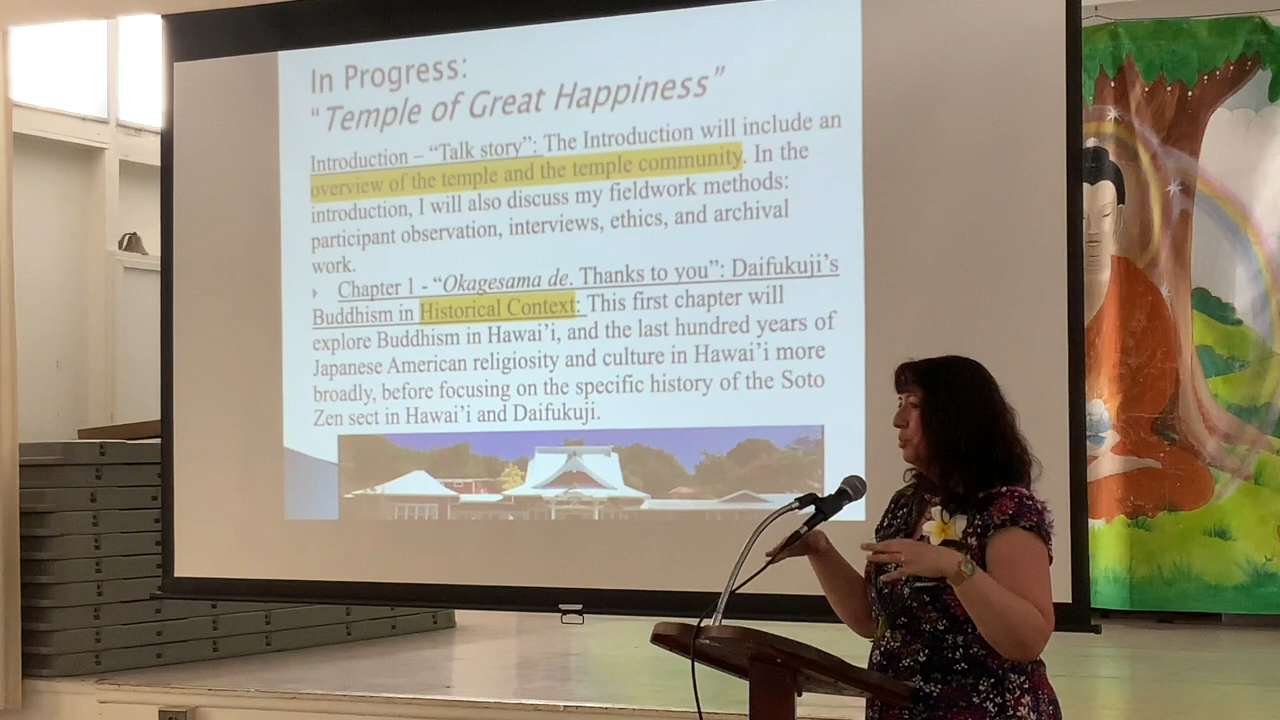 In Progress:
“Temple of Great Happiness”
Introduction – “Talk story”: The Introduction will include an
overview of the temple and the temple community. In the
introduction, I will also discuss my fieldwork methods:
participant observation, interviews, ethics, and archival
work.
Chapter 1 - “Okagesama de. Thanks to you”: Daifukuji’s
Buddhism in Historical Context: This first chapter will
explore Buddhism in Hawai’i, and the last hundred years of
Japanese American religiosity and culture in Hawai’i more
broadly, before focusing on the specific history of the Soto
Zen sect in Hawai’i and Daifukuji.